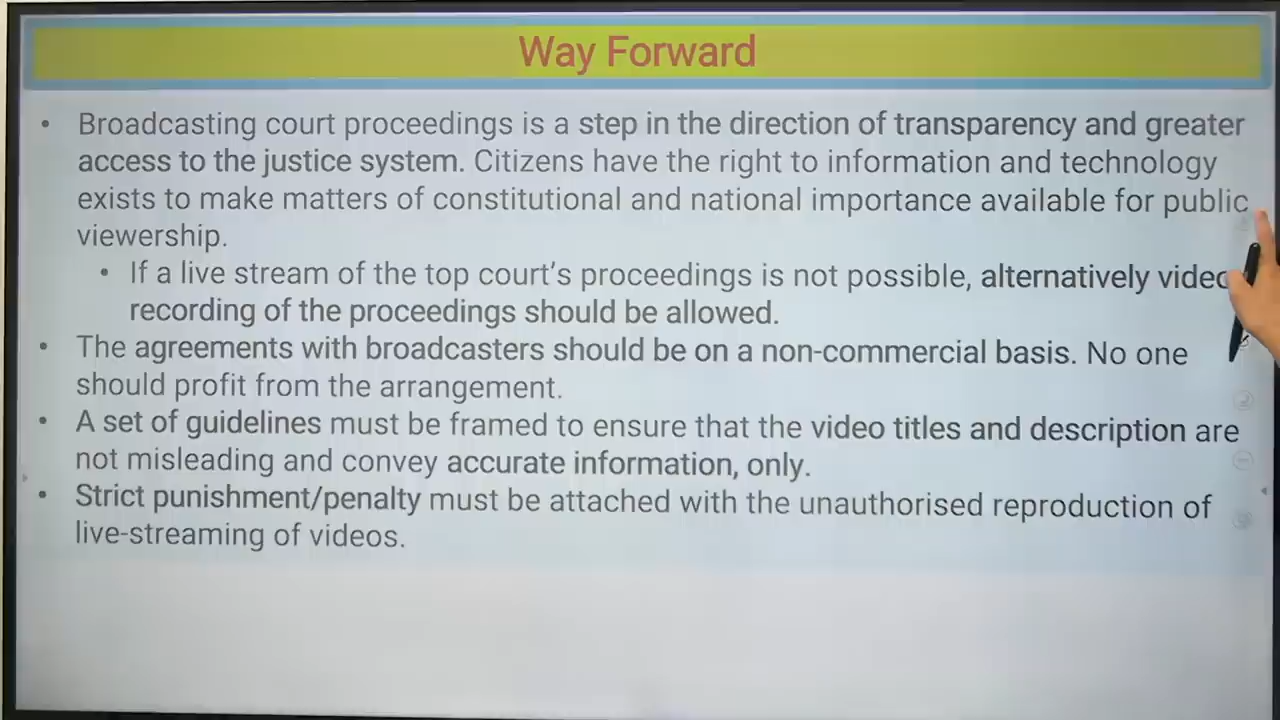 Way Forward
• Broadcasting court proceedings is a step in the direction of transparency and greater
access to the justice system. Citizens have the right to information and technology
exists to make matters of constitutional and national importance available for public
viewership.
• If a live stream of the top court's proceedings is not possible, alternatively video
recording of the proceedings should be allowed.
• The agreements with broadcasters should be on a non-commercial basis. No one
should profit from the arrangement.
• A set of guidelines must be framed to ensure that the video titles and description are
not misleading and convey accurate information, only.
• Strict punishment/penalty must be attached with the unauthorised reproduction of
live-streaming of videos.